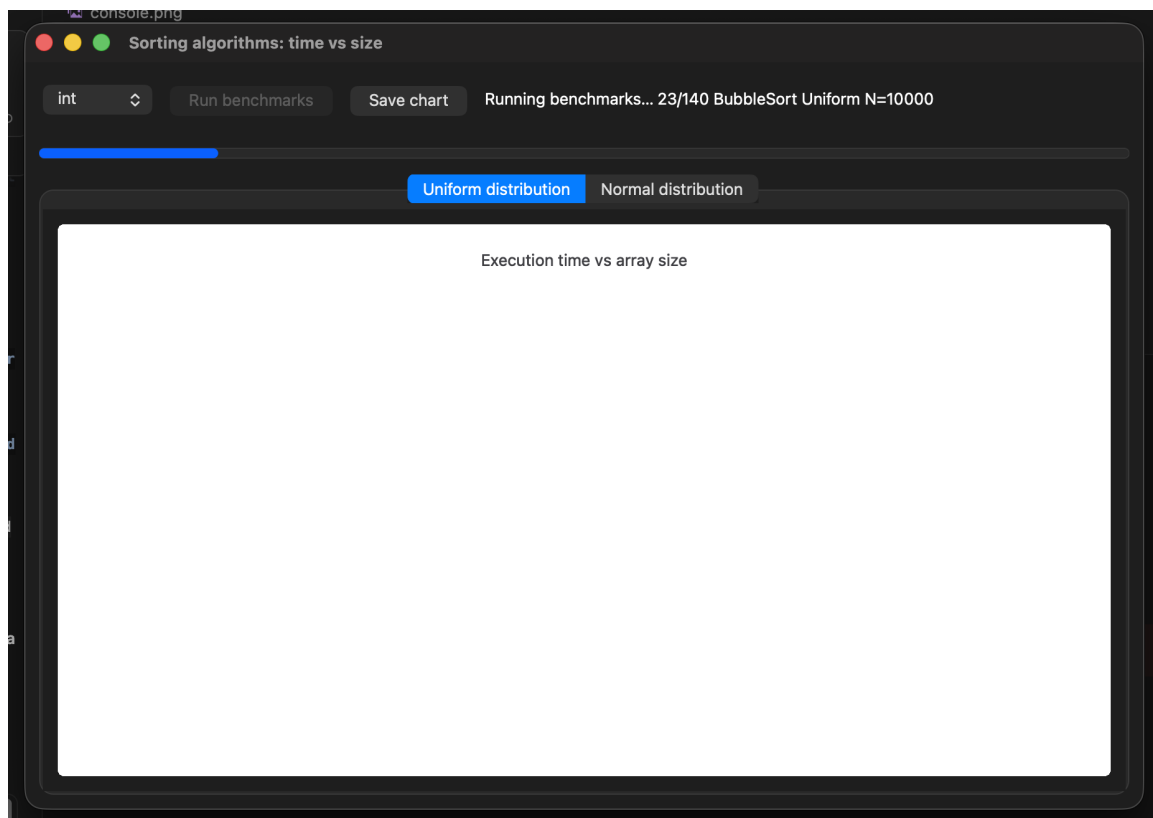 console.png
Sorting algorithms: time vs size
int
Run benchmarks
Save chart
Running benchmarks... 23/140 BubbleSort Uniform N=10000
Uniform distribution
Normal distribution
Execution time vs array size
r
d
d
a